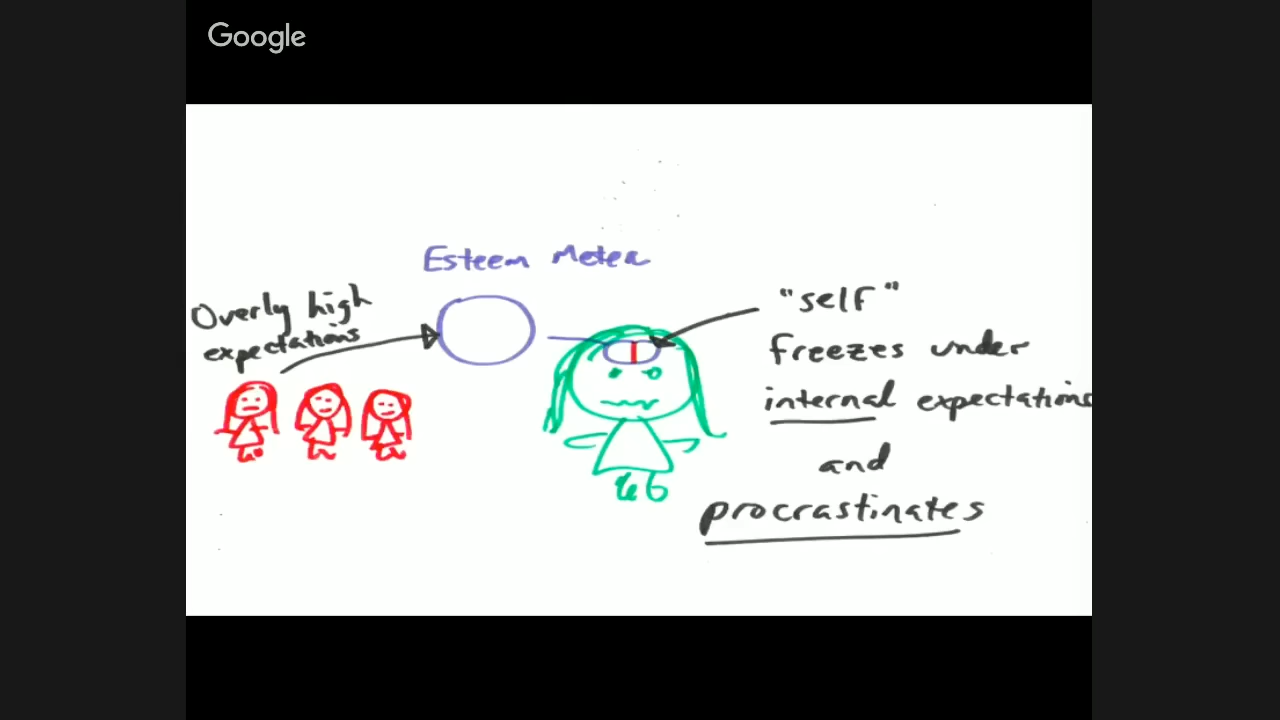 Google
Esteem Meter
Overly high
expectations
"self"
freezes under
internal expectations
and
procrastinates